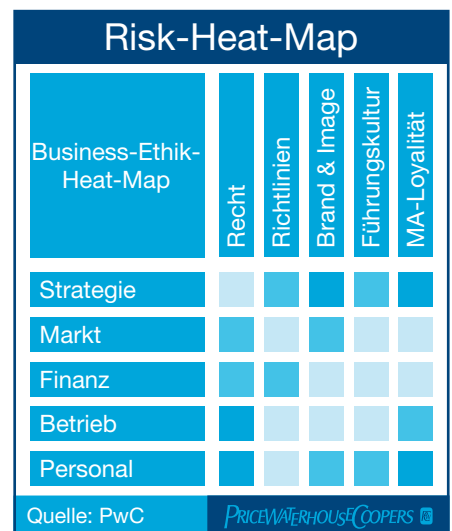 Risk-Heat-Map
Business-Ethik-
Heat-Map
Recht
Richtlinien
Brand & Image
Führungskultur
MA-Loyalität
Strategie
Markt
Finanz
Betrieb
Personal
Quelle: PwC
PRICEWATERHOUSECOOPERS